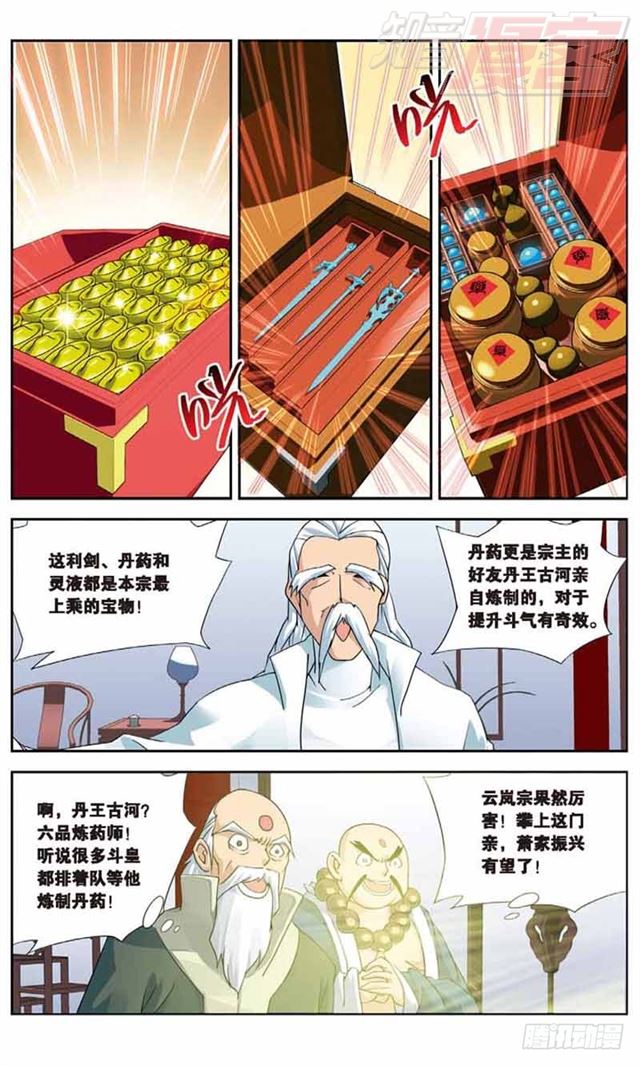 知音漫客
咣
咣
这利剑、丹药和
灵液都是本宗最
上乘的宝物！
丹药更是宗主的
好友丹王古河亲
自炼制的，对于
提升斗气有奇效。
啊，丹王古河？
六品炼药师！
听说很多斗皇
都排着队等他
炼制丹药！
云岚宗果然厉
害！攀上这门
亲，萧家振兴
有望了！
腾讯动漫